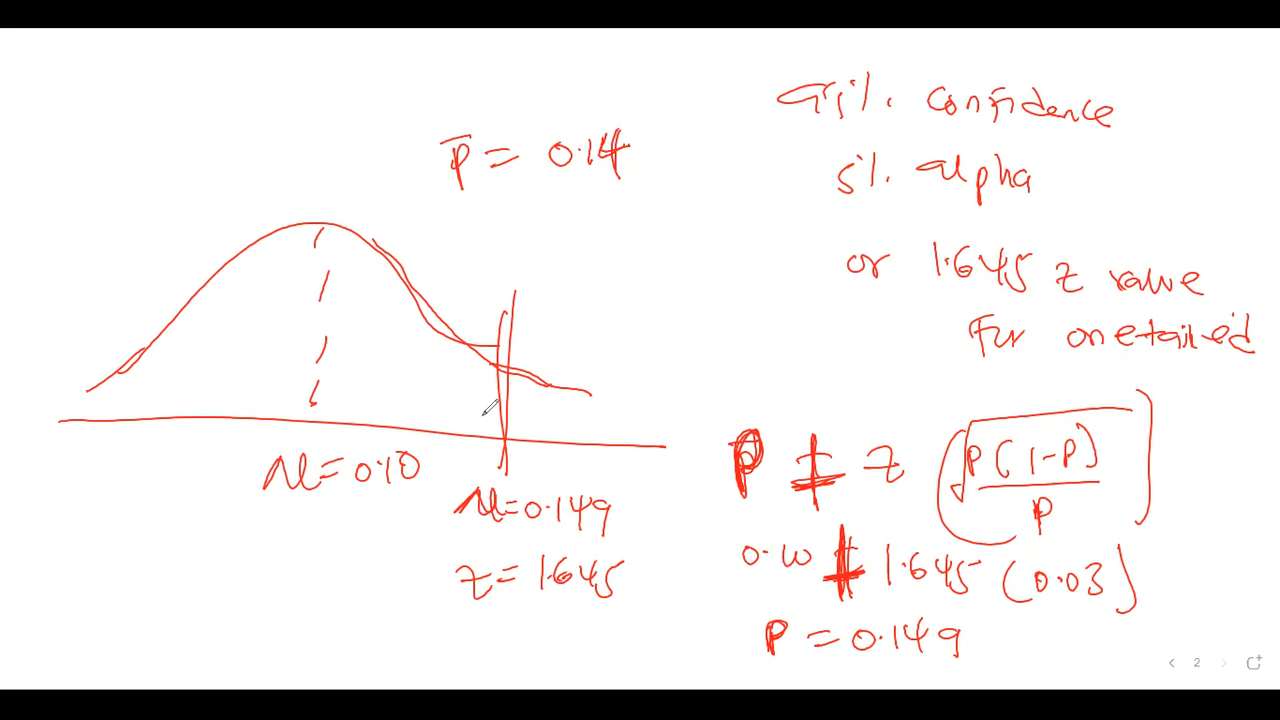 95% confidence
p̅ = 0.14
5% alpha
or 1.645 z value
For onetailed
P ± z (√p(1-P)/p)
μ=0.10
μ=0.149
0.10 ± 1.645 (0.03)
z=1.645
P = 0.149
2